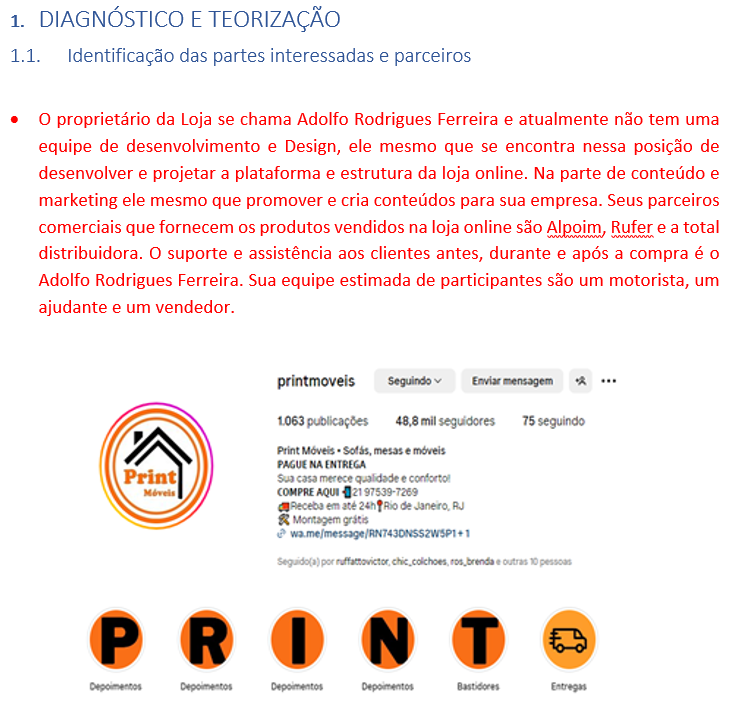 1. DIAGNÓSTICO E TEORIZAÇÃO
1.1. Identificação das partes interessadas e parceiros
• O proprietário da Loja se chama Adolfo Rodrigues Ferreira e atualmente não tem uma
equipe de desenvolvimento e Design, ele mesmo que se encontra nessa posição de
desenvolver e projetar a plataforma e estrutura da loja online. Na parte de conteúdo e
marketing ele mesmo que promover e cria conteúdos para sua empresa. Seus parceiros
comerciais que fornecem os produtos vendidos na loja online são Alpoim, Rufer e a total
distribuidora. O suporte e assistência aos clientes antes, durante e após a compra é o
Adolfo Rodrigues Ferreira. Sua equipe estimada de participantes são um motorista, um
ajudante e um vendedor.
printmoveis Seguindo Enviar mensagem
1.063 publicações 48,8 mil seguidores 75 seguindo
Print Móveis
Print Móveis • Sofás, mesas e móveis
PAGUE NA ENTREGA
Sua casa merece qualidade e conforto!
COMPRE AQUI 📲21 97539-7269
🚚Receba em até 24h📍Rio de Janeiro, RJ
🛠 Montagem grátis
wa.me/message/RN743DNSS2W5P1 + 1
Seguido(a) por ruffattovictor, chic_colchoes, ros_brenda e outras 10 pessoas
P R I N T
Depoimentos Depoimentos Depoimentos Depoimentos Bastidores Entregas